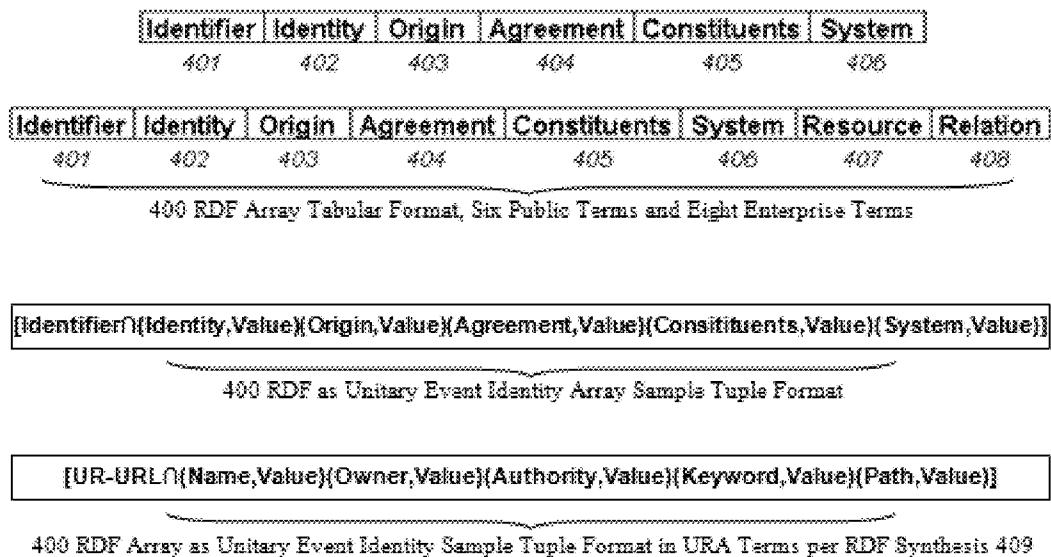 Identifier Identity Origin Agreement Constituents System
401 402 403 404 405 406
Identifier Identity Origin Agreement Constituents System Resource Relation
401 402 403 404 405 406 407 408
400 RDF Array Tabular Format, Six Public Terms and Eight Enterprise Terms
[Identifier∩(Identity,Value)(Origin,Value)(Agreement,Value)(Consitituents,Value)(System,Value)]
400 RDF as Unitary Event Identity Array Sample Tuple Format
[UR-URL∩(Name,Value)(Owner,Value)(Authority,Value)(Keyword,Value)(Path,Value)]
400 RDF Array as Unitary Event Identity Sample Tuple Format in URA Terms per RDF Synthesis 409